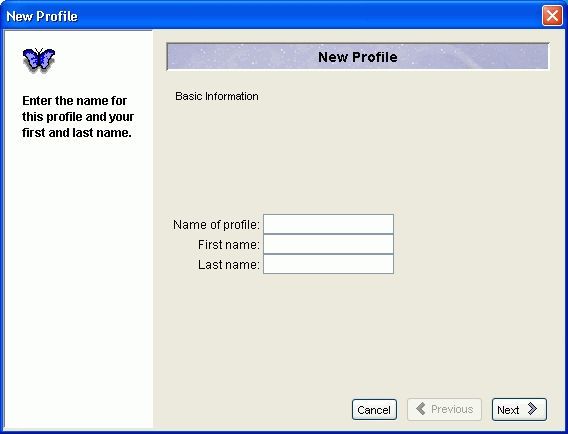 New Profile
Enter the name for
this profile and your
first and last name.
New Profile
Basic Information
Name of profile:
First name:
Last name:
Cancel
Previous
Next